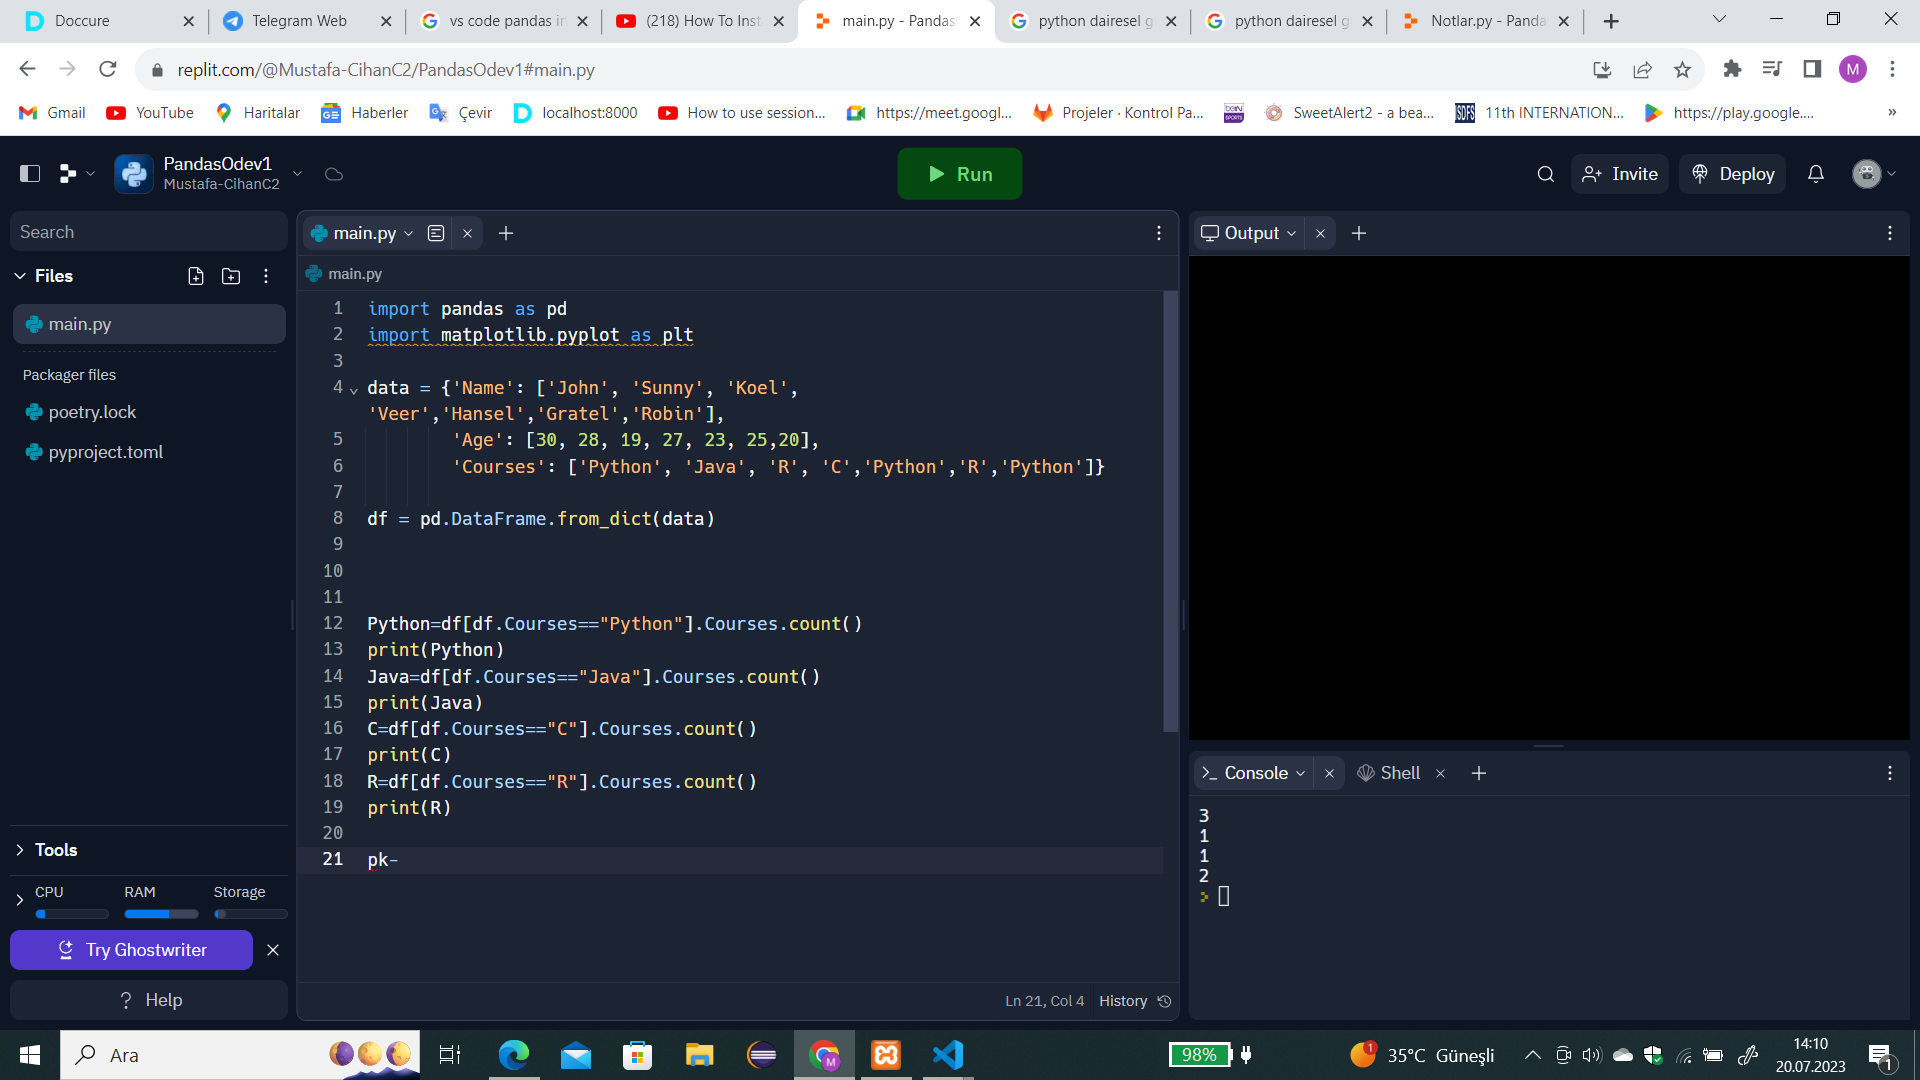 Doccure
Telegram Web
vs code pandas in
(218) How To Inst
main.py - Pandas
python dairesel g
python dairesel g
Notlar.py - Panda
replit.com/@Mustafa-CihanC2/PandasOdev1#main.py
M
Gmail
YouTube
Haritalar
Haberler
Çevir
localhost:8000
How to use session...
https://meet.googl...
Projeler · Kontrol Pa...
SweetAlert2 - a bea...
11th INTERNATION...
https://play.google....
»
PandasOdev1
Mustafa-CihanC2
Run
Invite
Deploy
Search
Files
main.py
Packager files
poetry.lock
pyproject.toml
Tools
CPU
RAM
Storage
Try Ghostwriter
? Help
main.py
main.py
1 import pandas as pd
2 import matplotlib.pyplot as plt
3
4 data = {'Name': ['John', 'Sunny', 'Koel',
'Veer','Hansel','Gratel','Robin'],
5 'Age': [30, 28, 19, 27, 23, 25,20],
6 'Courses': ['Python', 'Java', 'R', 'C','Python','R','Python']}
7
8 df = pd.DataFrame.from_dict(data)
9
10
11
12 Python=df[df.Courses=="Python"].Courses.count()
13 print(Python)
14 Java=df[df.Courses=="Java"].Courses.count()
15 print(Java)
16 C=df[df.Courses=="C"].Courses.count()
17 print(C)
18 R=df[df.Courses=="R"].Courses.count()
19 print(R)
20
21 pk-
Ln 21, Col 4
History
Output
Console
Shell
3
1
1
2
>
Ara
M
98%
1
35°C Güneşli
14:10
20.07.2023
1